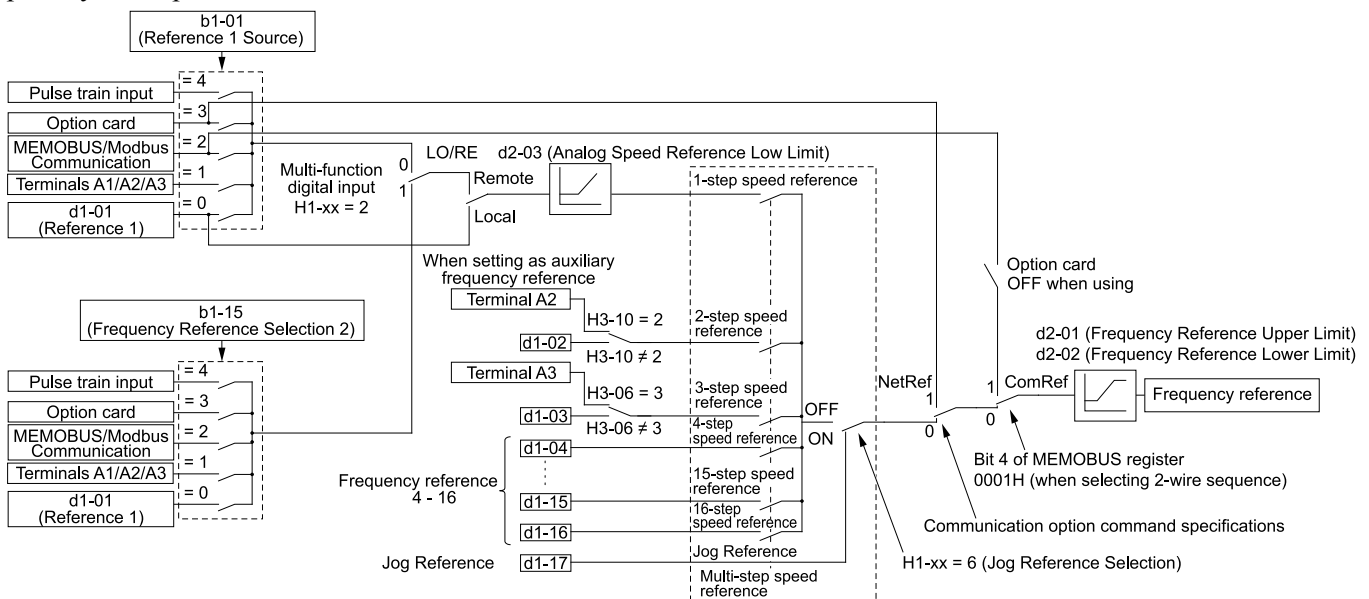 b1-01
(Reference 1 Source)
= 4
Pulse train input
= 3
Option card
= 2
MEMOBUS/Modbus
Communication
= 1
Terminals A1/A2/A3
= 0
d1-01
(Reference 1)
Multi-function
digital input
H1-xx = 2
0
1
LO/RE
Remote
Local
d2-03 (Analog Speed Reference Low Limit)
1-step speed reference
When setting as auxiliary
frequency reference
Terminal A2
H3-10 = 2
d1-02
H3-10 ≠ 2
2-step speed
reference
Terminal A3
H3-06 = 3
d1-03
H3-06 ≠ 3
3-step speed
reference
4-step
speed reference
d1-04
Frequency reference
4 - 16
d1-15
15-step speed
reference
d1-16
16-step
speed reference
Jog Reference
d1-17
Jog Reference
Multi-step speed
reference
b1-15
(Frequency Reference Selection 2)
= 4
Pulse train input
= 3
Option card
= 2
MEMOBUS/Modbus
Communication
= 1
Terminals A1/A2/A3
= 0
d1-01
(Reference 1)
OFF
ON
NetRef
1
0
1
0
ComRef
Option card
OFF when using
d2-01 (Frequency Reference Upper Limit)
d2-02 (Frequency Reference Lower Limit)
Frequency reference
Bit 4 of MEMOBUS register
0001H (when selecting 2-wire sequence)
Communication option command specifications
H1-xx = 6 (Jog Reference Selection)